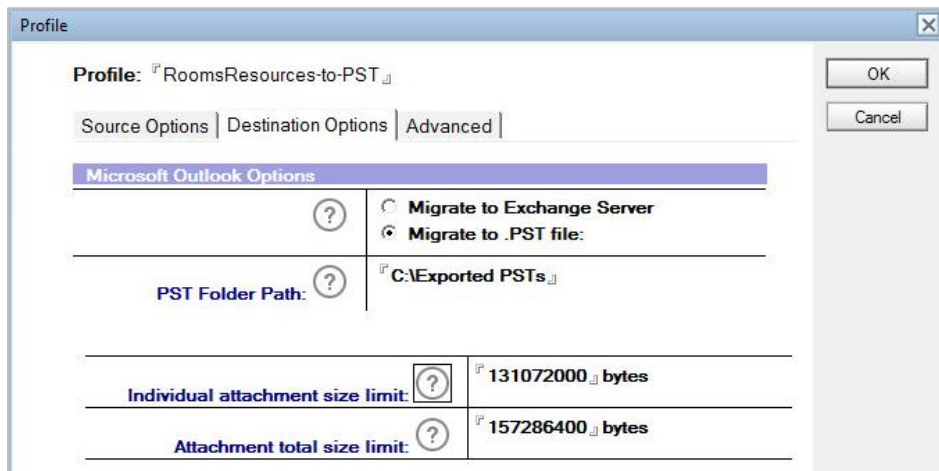 Profile
Profile: RoomsResources-to-PST
OK
Cancel
Source Options Destination Options Advanced
Microsoft Outlook Options
? Migrate to Exchange Server
Migrate to .PST file:
PST Folder Path: ? C:\Exported PSTs
Individual attachment size limit: ? 131072000 bytes
Attachment total size limit: ? 157286400 bytes